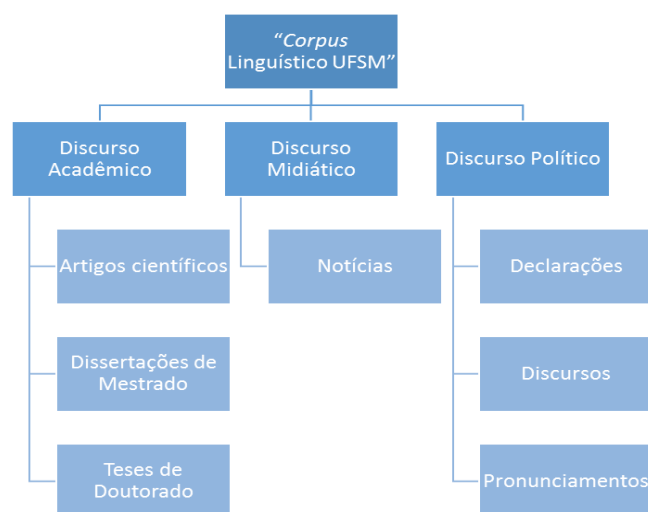 “Corpus
Linguístico UFSM”
Discurso
Acadêmico
Discurso
Midiático
Discurso Político
Artigos científicos
Notícias
Declarações
Dissertações de
Mestrado
Discursos
Teses de
Doutorado
Pronunciamentos